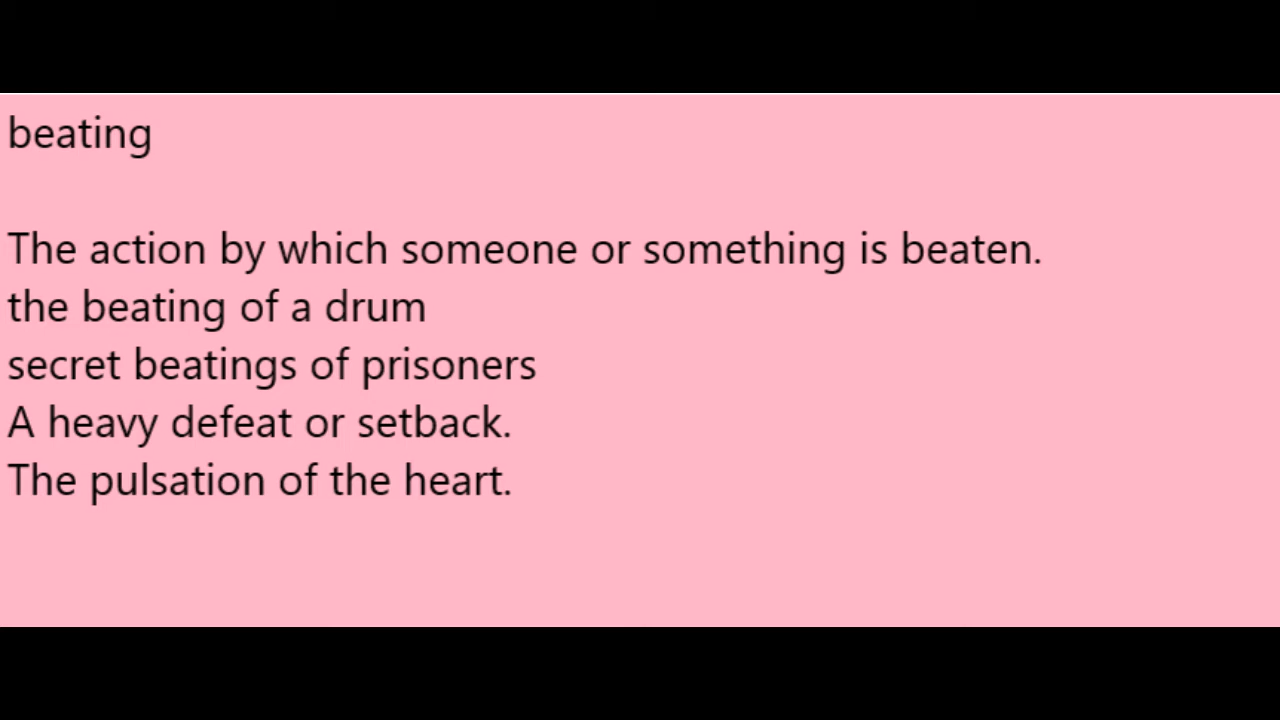 beating
The action by which someone or something is beaten.
the beating of a drum
secret beatings of prisoners
A heavy defeat or setback.
The pulsation of the heart.